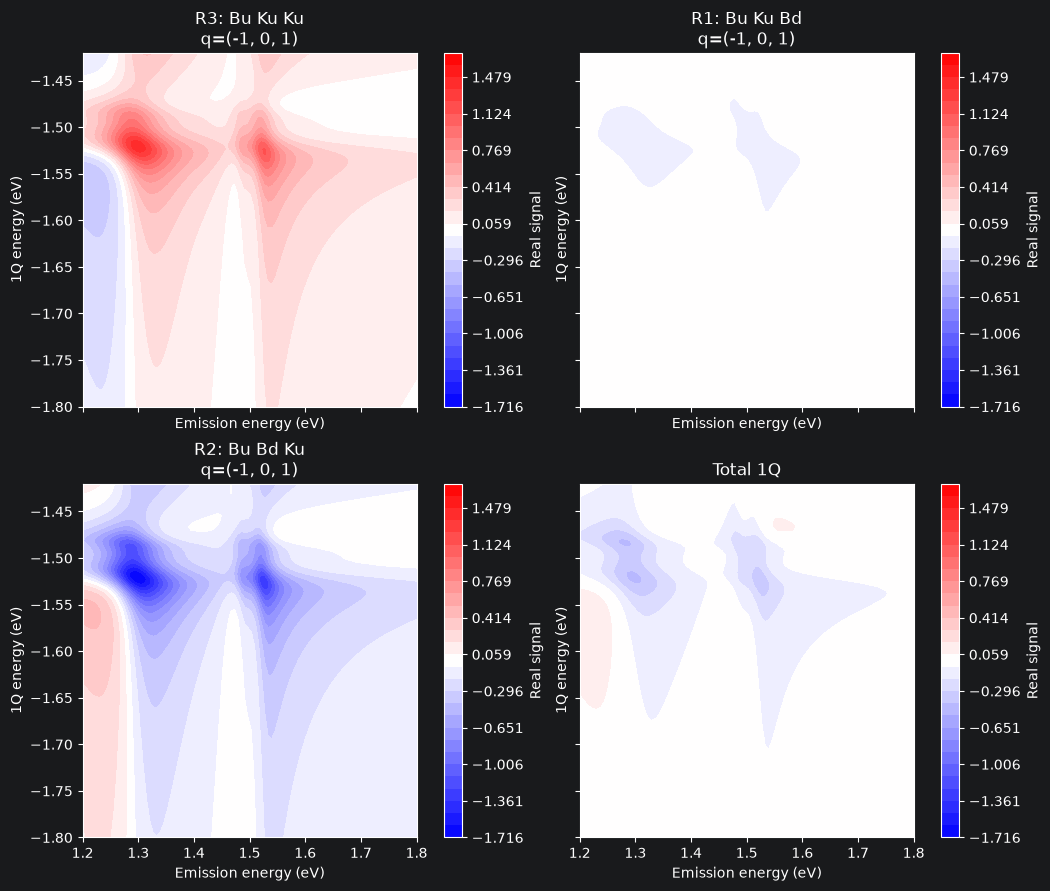 R3: Bu Ku Ku
q=(-1, 0, 1)
R1: Bu Ku Bd
q=(-1, 0, 1)
−1.45
−1.50
−1.55
−1.60
−1.65
−1.70
−1.75
−1.80
1Q energy (eV)
Emission energy (eV)
1.479
1.124
0.769
0.414
0.059
−0.296
−0.651
−1.006
−1.361
−1.716
Real signal
1Q energy (eV)
Emission energy (eV)
1.479
1.124
0.769
0.414
0.059
−0.296
−0.651
−1.006
−1.361
−1.716
Real signal
R2: Bu Bd Ku
q=(-1, 0, 1)
Total 1Q
−1.45
−1.50
−1.55
−1.60
−1.65
−1.70
−1.75
−1.80
1Q energy (eV)
1.2 1.3 1.4 1.5 1.6 1.7 1.8
Emission energy (eV)
1.479
1.124
0.769
0.414
0.059
−0.296
−0.651
−1.006
−1.361
−1.716
Real signal
1Q energy (eV)
1.2 1.3 1.4 1.5 1.6 1.7 1.8
Emission energy (eV)
1.479
1.124
0.769
0.414
0.059
−0.296
−0.651
−1.006
−1.361
−1.716
Real signal